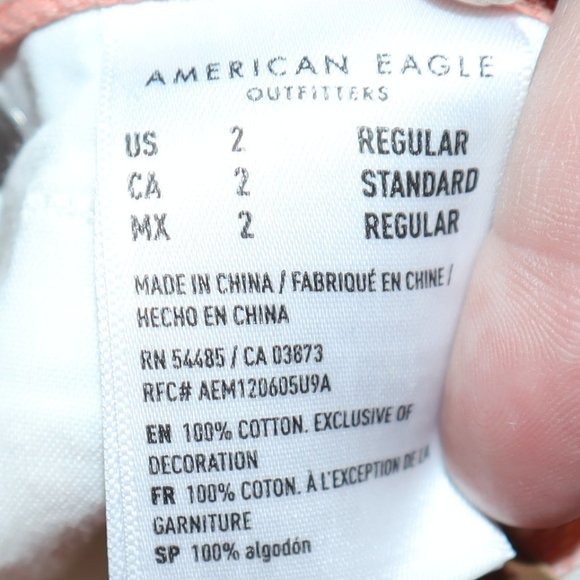 AMERICAN EAGLE
OUTFITTERS
US 2 REGULAR
CA 2 STANDARD
MX 2 REGULAR
MADE IN CHINA / FABRIQUÉ EN CHINE /
HECHO EN CHINA
RN 54485 / CA 03873
RFC# AEM120605U9A
EN 100% COTTON. EXCLUSIVE OF
DECORATION
FR 100% COTON. À L'EXCEPTION DE LA
GARNITURE
SP 100% algodón